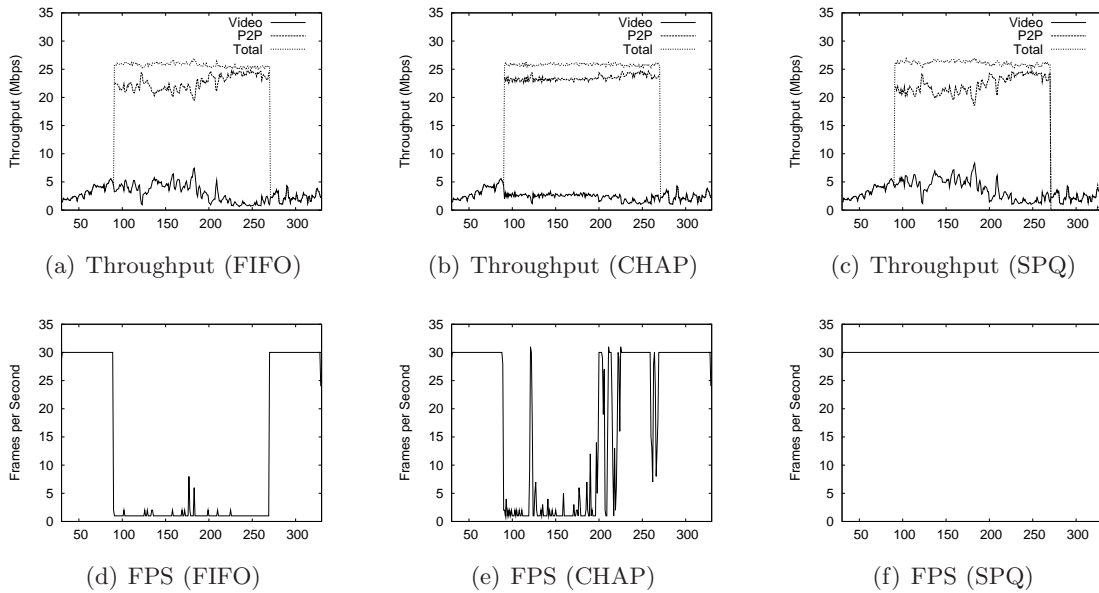 Throughput (Mbps)
35
30
25
20
15
10
5
0
50 100 150 200 250 300
Video
P2P
Total
(a) Throughput (FIFO)
Throughput (Mbps)
35
30
25
20
15
10
5
0
50 100 150 200 250 300
Video
P2P
Total
(b) Throughput (CHAP)
Throughput (Mbps)
35
30
25
20
15
10
5
0
50 100 150 200 250 300
Video
P2P
Total
(c) Throughput (SPQ)
Frames per Second
35
30
25
20
15
10
5
0
50 100 150 200 250 300
(d) FPS (FIFO)
Frames per Second
35
30
25
20
15
10
5
0
50 100 150 200 250 300
(e) FPS (CHAP)
Frames per Second
35
30
25
20
15
10
5
0
50 100 150 200 250 300
(f) FPS (SPQ)